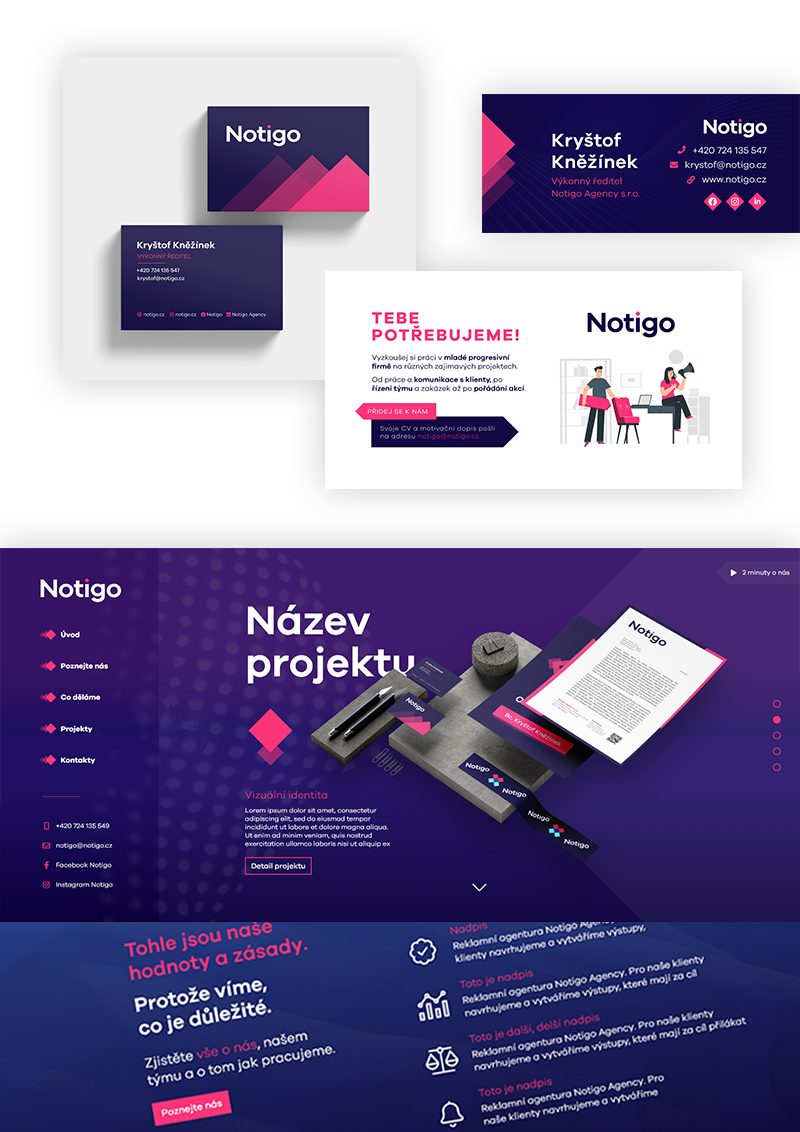 Notigo
Kryštof Kněžínek
VÝKONNÝ ŘEDITEL
+420 724 135 547
krystof@notigo.cz
notigo.cz
notigo.cz
Notigo
Notigo Agency
Kryštof
Kněžínek
Výkonný ředitel
Notigo Agency s.r.o.
Notigo
+420 724 135 547
krystof@notigo.cz
www.notigo.cz
TEBE
POTŘEBUJEME!
Vyzkoušej si práci v mladé progresivní
firmě na různých zajímavých projektech.
Od práce a komunikace s klienty, po
řízení týmu a zakázek až po pořádání akcí.
PŘIDEJ SE K NÁM
Svoje CV a motivační dopis pošli
na adresu notigo@notigo.cz
Notigo
Notigo
Úvod
Poznejte nás
Co děláme
Projekty
Kontakty
+420 724 135 549
notigo@notigo.cz
Facebook Notigo
Instagram Notigo
2 minuty o nás
Název
projektu
Vizuální identita
Lorem ipsum dolor sit amet, consectetur
adipiscing elit, sed do eiusmod tempor
incididunt ut labore et dolore magna aliqua.
Ut enim ad minim veniam, quis nostrud
exercitation ullamco laboris nisi ut aliquip ex
Detail projektu
Notigo
Notigo
Bc. Kryštof Kněžínek
Notigo
Notigo
Notigo
Notigo
Tohle jsou naše
hodnoty a zásady.
Protože víme,
co je důležité.
Zjistěte vše o nás, našem
týmu a o tom jak pracujeme.
Poznejte nás
Nadpis
Reklamní agentura Notigo Agency.
klienty navrhujeme a vytváříme výstupy,
Toto je nadpis
Reklamní agentura Notigo Agency. Pro naše klienty
navrhujeme a vytváříme výstupy, které mají za cíl
Toto je další, delší nadpis
Reklamní agentura Notigo Agency. Pro naše klienty
navrhujeme a vytváříme výstupy, které mají za cíl přilákat
Toto je nadpis
Reklamní agentura Notigo Agency. Pro
naše klienty navrhujeme a vytváříme